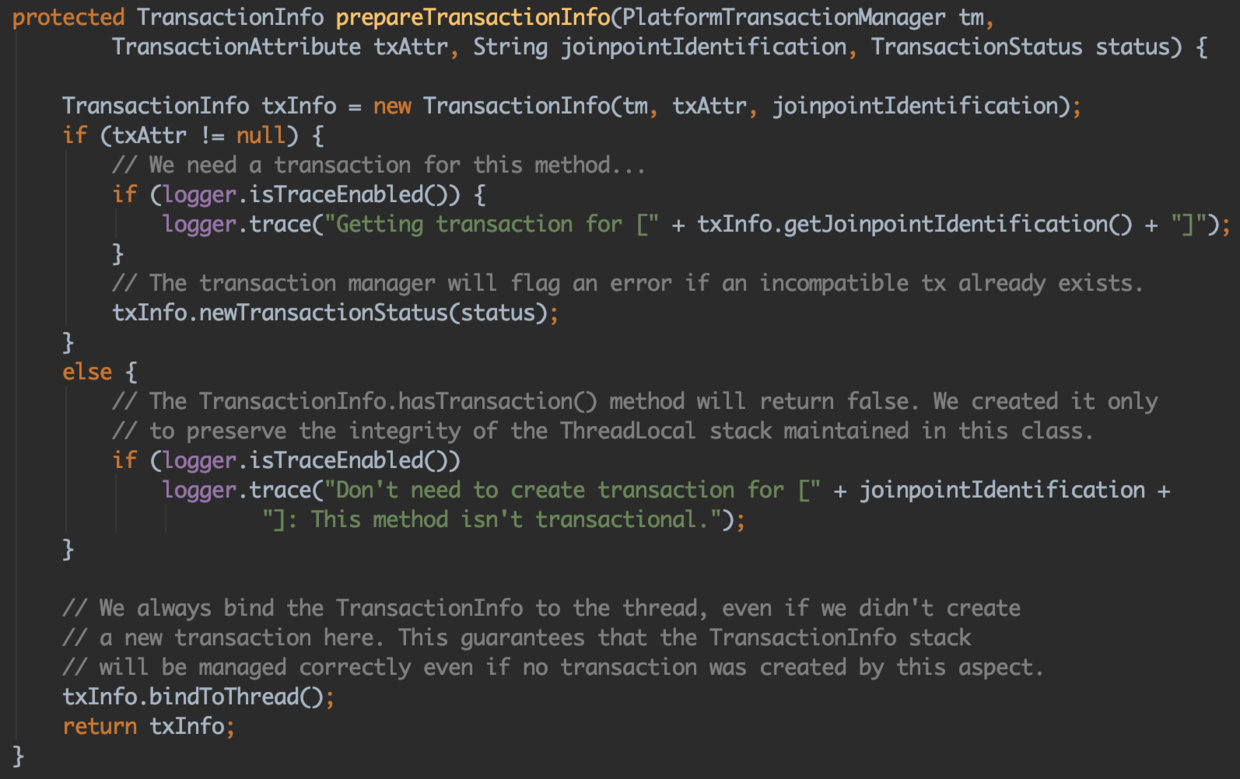 protected TransactionInfo prepareTransactionInfo(PlatformTransactionManager tm,
        TransactionAttribute txAttr, String joinpointIdentification, TransactionStatus status) {

    TransactionInfo txInfo = new TransactionInfo(tm, txAttr, joinpointIdentification);
    if (txAttr != null) {
        // We need a transaction for this method...
        if (logger.isTraceEnabled()) {
            logger.trace("Getting transaction for [" + txInfo.getJoinpointIdentification() + "]");
        }
        // The transaction manager will flag an error if an incompatible tx already exists.
        txInfo.newTransactionStatus(status);
    }
    else {
        // The TransactionInfo.hasTransaction() method will return false. We created it only
        // to preserve the integrity of the ThreadLocal stack maintained in this class.
        if (logger.isTraceEnabled())
            logger.trace("Don't need to create transaction for [" + joinpointIdentification +
                    "]: This method isn't transactional.");
    }

    // We always bind the TransactionInfo to the thread, even if we didn't create
    // a new transaction here. This guarantees that the TransactionInfo stack
    // will be managed correctly even if no transaction was created by this aspect.
    txInfo.bindToThread();
    return txInfo;
}